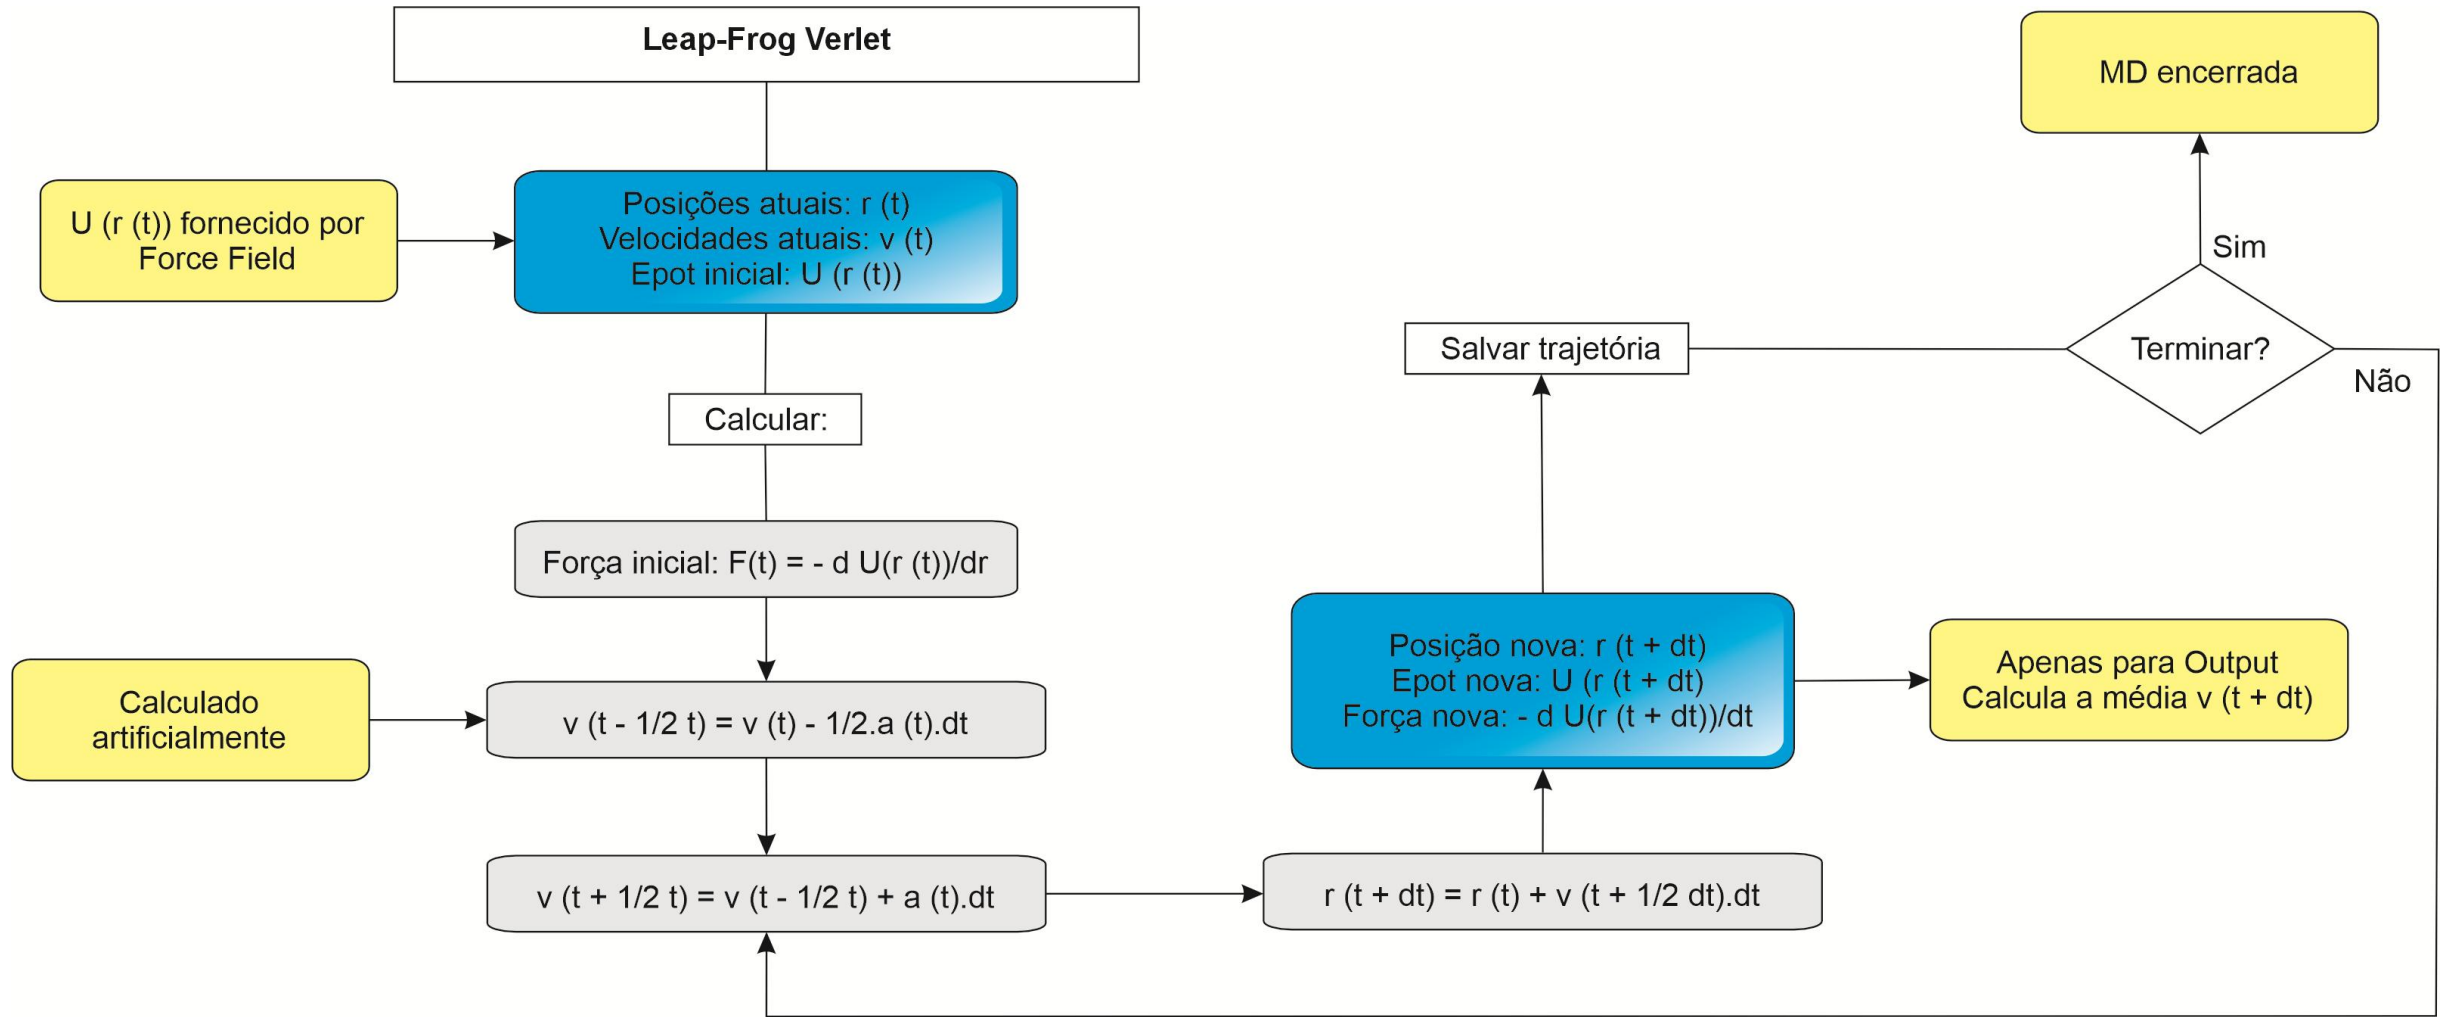 Leap-Frog Verlet
U (r (t)) fornecido por
Force Field
Posições atuais: r (t)
Velocidades atuais: v (t)
Epot inicial: U (r (t))
Calcular:
Força inicial: F(t) = - d U(r (t))/dr
Calculado
artificialmente
v (t - 1/2 t) = v (t) - 1/2.a (t).dt
v (t + 1/2 t) = v (t - 1/2 t) + a (t).dt
r (t + dt) = r (t) + v (t + 1/2 dt).dt
Posição nova: r (t + dt)
Epot nova: U (r (t + dt)
Força nova: - d U(r (t + dt))/dt
Apenas para Output
Calcula a média v (t + dt)
Salvar trajetória
Terminar?
Sim
Não
MD encerrada